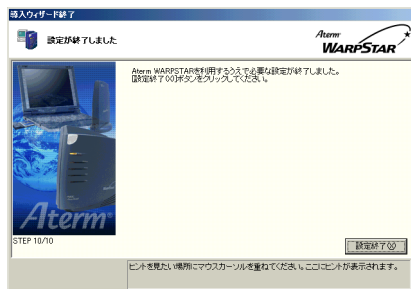 導入ウィザード終了
設定が終了しました
Aterm
WARPSTAR
Aterm WARPSTARを利用するうえで必要な設定が終了しました。
[設定終了(X)]ボタンをクリックしてください。
Aterm®
STEP 10/10
設定終了(X)
ヒントを見たい場所にマウスカーソルを重ねてください。ここにヒントが表示されます。